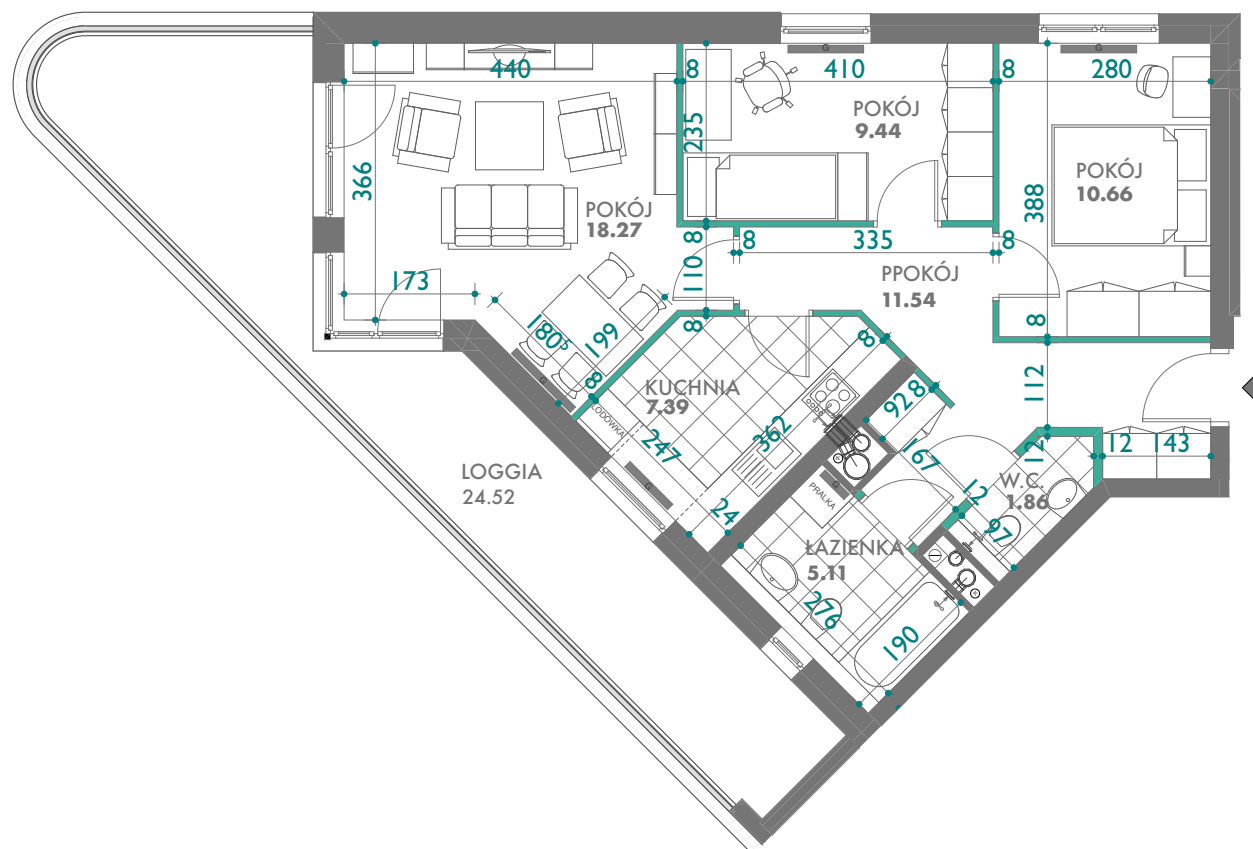 G
G
440
8
410
8
280
POKÓJ
9.44
235
366
POKÓJ
10.66
388
POKÓJ
18.27
8
8
335
8
PPOKÓJ
11.54
110
173
8
8
180
199
8
112
G
8
KUCHNIA
7.39
8
92
LODÓWKA
247
362
12
12
143
167
LOGGIA
24.52
G
G
PRALKA
W.C.
1.86
12
97
24
ŁAZIENKA
5.11
276
190